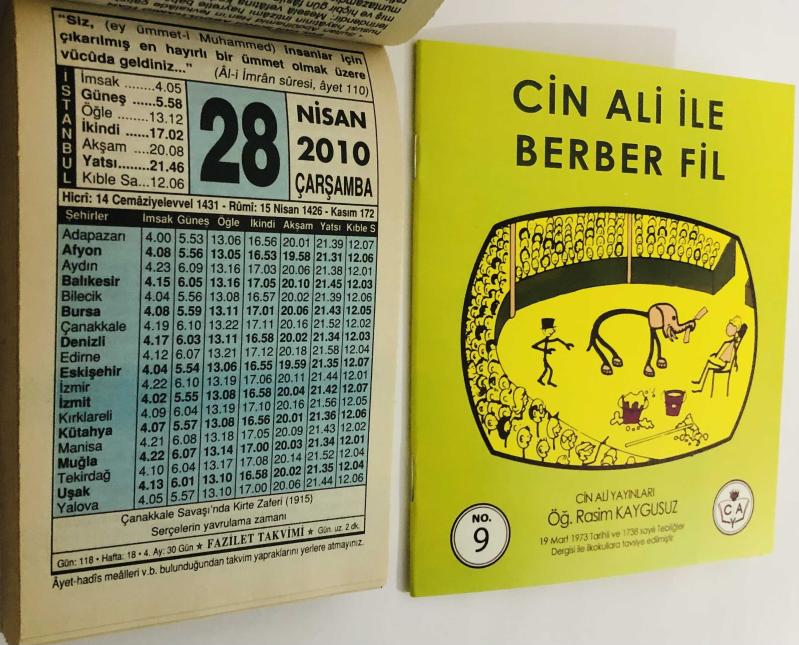 "Siz, (ey ümmet-i Muhammed) insanlar için
çıkarılmış en hayırlı bir ümmet olmak üzere
vücûda geldiniz..." (Âl-i İmrân sûresi, âyet 110)
İSTANBUL
İmsak ......4.05
Güneş ......5.58
Öğle ........13.12
İkindi ......17.02
Akşam .....20.08
Yatsı........21.46
Kıble Sa...12.06
28
NİSAN
2010
ÇARŞAMBA
Hicrî: 14 Cemâziyelevvel 1431 - Rûmî: 15 Nisan 1426 - Kasım 172
Şehirler İmsak Güneş Öğle İkindi Akşam Yatsı Kıble S
Adapazarı 4.00 5.53 13.06 16.56 20.01 21.39 12.07
Afyon 4.08 5.56 13.05 16.53 19.58 21.31 12.06
Aydın 4.23 6.09 13.16 17.03 20.06 21.38 12.01
Balıkesir 4.15 6.05 13.16 17.05 20.10 21.45 12.03
Bilecik 4.04 5.56 13.08 16.57 20.02 21.39 12.06
Bursa 4.08 5.59 13.11 17.01 20.06 21.43 12.05
Çanakkale 4.19 6.10 13.22 17.11 20.16 21.52 12.02
Denizli 4.17 6.03 13.11 16.58 20.02 21.34 12.03
Edirne 4.12 6.07 13.21 17.12 20.18 21.58 12.04
Eskişehir 4.04 5.54 13.06 16.55 19.59 21.35 12.07
İzmir 4.22 6.10 13.19 17.06 20.11 21.44 12.01
İzmit 4.02 5.55 13.08 16.58 20.04 21.42 12.07
Kırklareli 4.09 6.04 13.19 17.10 20.16 21.56 12.05
Kütahya 4.07 5.57 13.08 16.56 20.01 21.36 12.06
Manisa 4.21 6.08 13.18 17.05 20.09 21.43 12.02
Muğla 4.22 6.07 13.14 17.00 20.03 21.34 12.01
Tekirdağ 4.10 6.04 13.17 17.08 20.14 21.52 12.04
Uşak 4.13 6.01 13.10 16.58 20.02 21.35 12.04
Yalova 4.05 5.57 13.10 17.00 20.06 21.44 12.06
Çanakkale Savaşı'nda Kirte Zaferi (1915)
Serçelerin yavrulama zamanı
Gün: 118 • Hafta: 18 • 4. Ay: 30 Gün ★ FAZİLET TAKVİMİ ★ Gün. uz. 2 dk.
Âyet-hadîs meâlleri v.b. bulunduğundan takvim yapraklarını yerlere atmayınız.
CİN ALİ İLE
BERBER FİL
NO.
9
CİN ALİ YAYINLARI
Öğ. Rasim KAYGUSUZ
19 Mart 1973 Tarihli ve 1738 sayılı Tebliğler
Dergisi ile ilkokullara tavsiye edilmiştir
C A Y